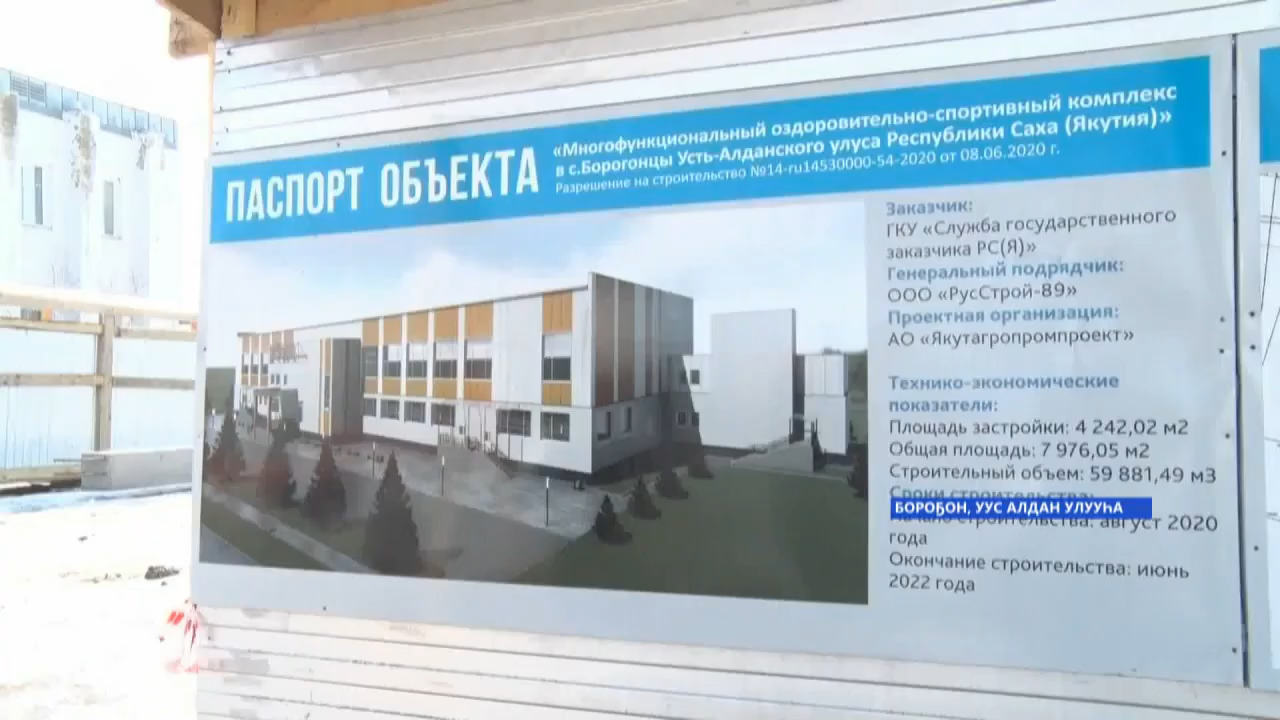 ПАСПОРТ ОБЪЕКТА
«Многофункциональный оздоровительно-спортивный комплекс
в с.Борогонцы Усть-Алданского улуса Республики Саха (Якутия)»
Разрешение на строительство №14-ru14530000-54-2020 от 08.06.2020 г.
Заказчик:
ГКУ «Служба государственного
заказчика РС(Я)»
Генеральный подрядчик:
ООО «РусСтрой-89»
Проектная организация:
АО «Якутагропромпроект»
Технико-экономические
показатели:
Площадь застройки: 4 242,02 м2
Общая площадь: 7 976,05 м2
Строительный объем: 59 881,49 м3
Сроки строительства:
БОРОҔОН, УУС АЛДАН УЛУУҺА
Начало строительства: август 2020
года
Окончание строительства: июнь
2022 года